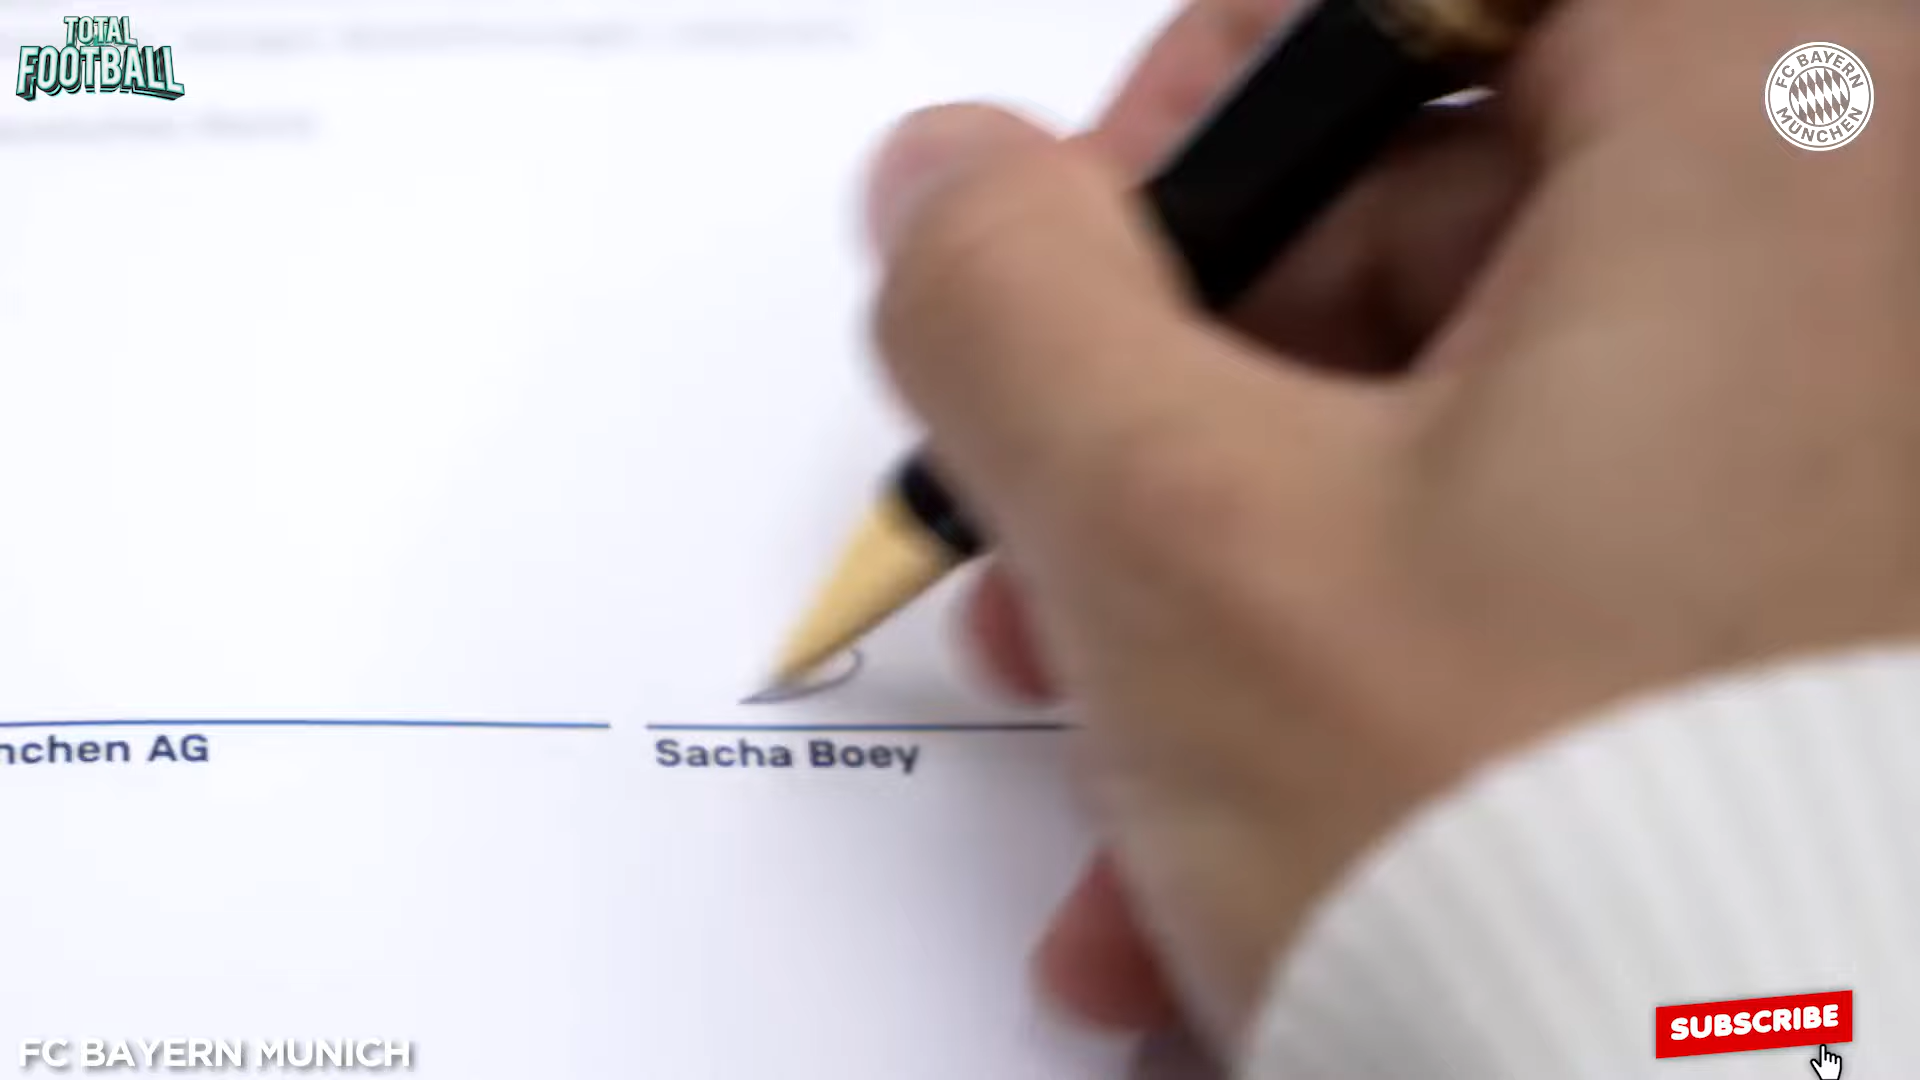 TOTAL
FOOTBALL
FC BAYERN
MÜNCHEN
nchen AG
Sacha Boey
FC BAYERN MUNICH
SUBSCRIBE